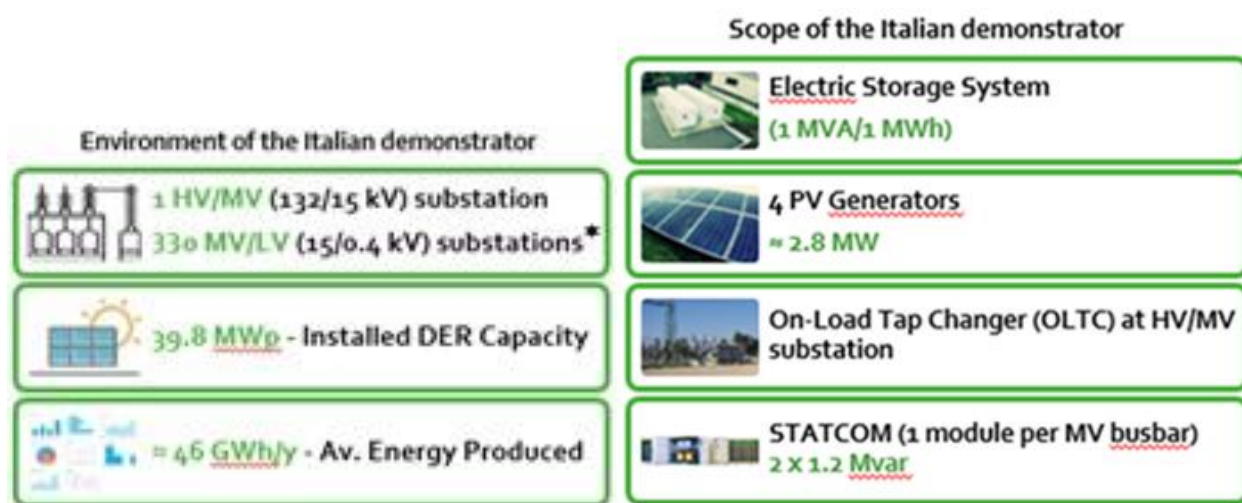 Environment of the Italian demonstrator
1 HV/MV (132/15 kV) substation
330 MV/LV (15/0.4 kV) substations*
39.8 MWp - Installed DER Capacity
≈ 46 GWh/y - Av. Energy Produced
Scope of the Italian demonstrator
Electric Storage System
(1 MVA/1 MWh)
4 PV Generators
≈ 2.8 MW
On-Load Tap Changer (OLTC) at HV/MV
substation
STATCOM (1 module per MV busbar)
2 x 1.2 Mvar